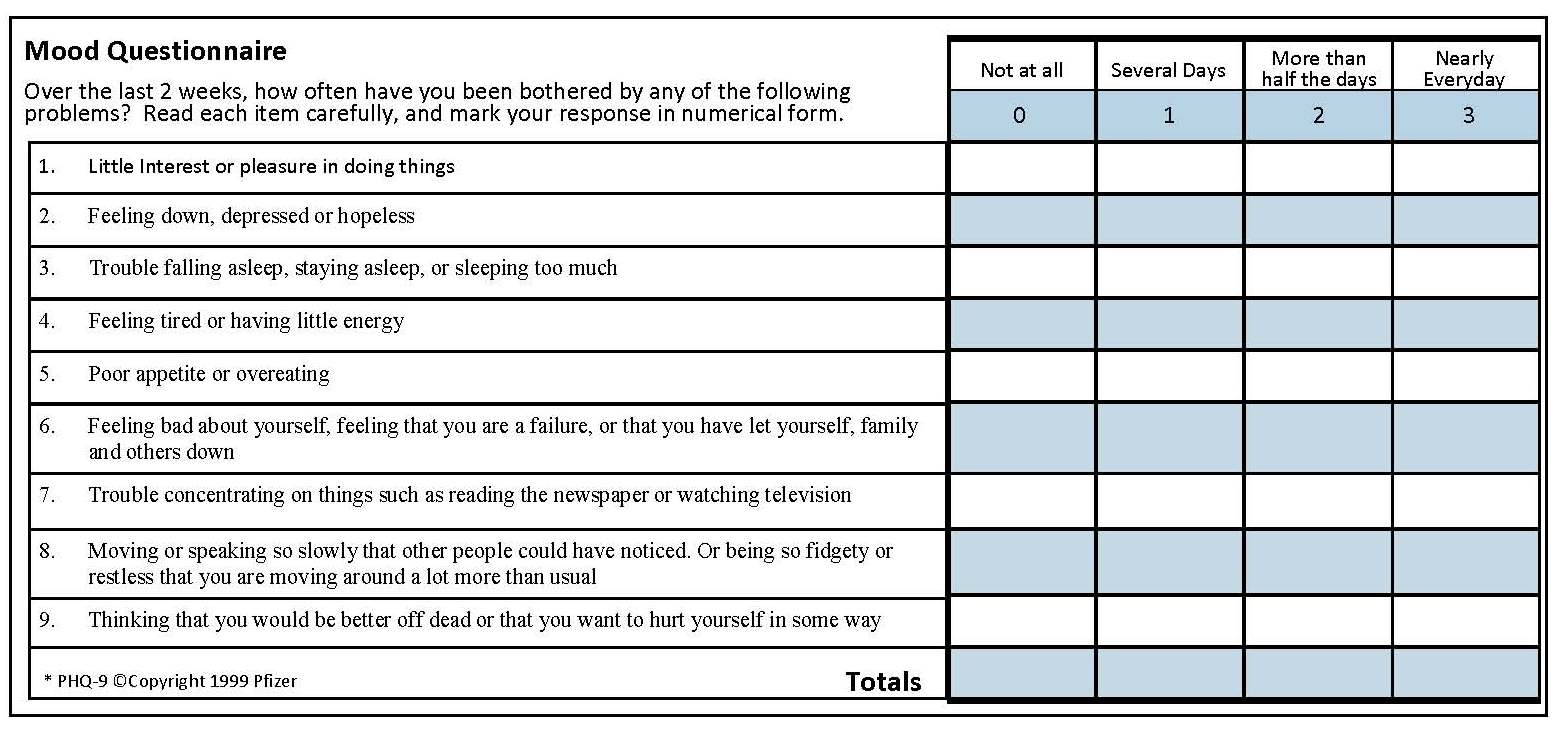 Mood Questionnaire
Over the last 2 weeks, how often have you been bothered by any of the following
problems?  Read each item carefully, and mark your response in numerical form.
Not at all
Several Days
More than
half the days
Nearly
Everyday
0
1
2
3
1. Little Interest or pleasure in doing things
2. Feeling down, depressed or hopeless
3. Trouble falling asleep, staying asleep, or sleeping too much
4. Feeling tired or having little energy
5. Poor appetite or overeating
6. Feeling bad about yourself, feeling that you are a failure, or that you have let yourself, family
and others down
7. Trouble concentrating on things such as reading the newspaper or watching television
8. Moving or speaking so slowly that other people could have noticed. Or being so fidgety or
restless that you are moving around a lot more than usual
9. Thinking that you would be better off dead or that you want to hurt yourself in some way
* PHQ-9 ©Copyright 1999 Pfizer
Totals